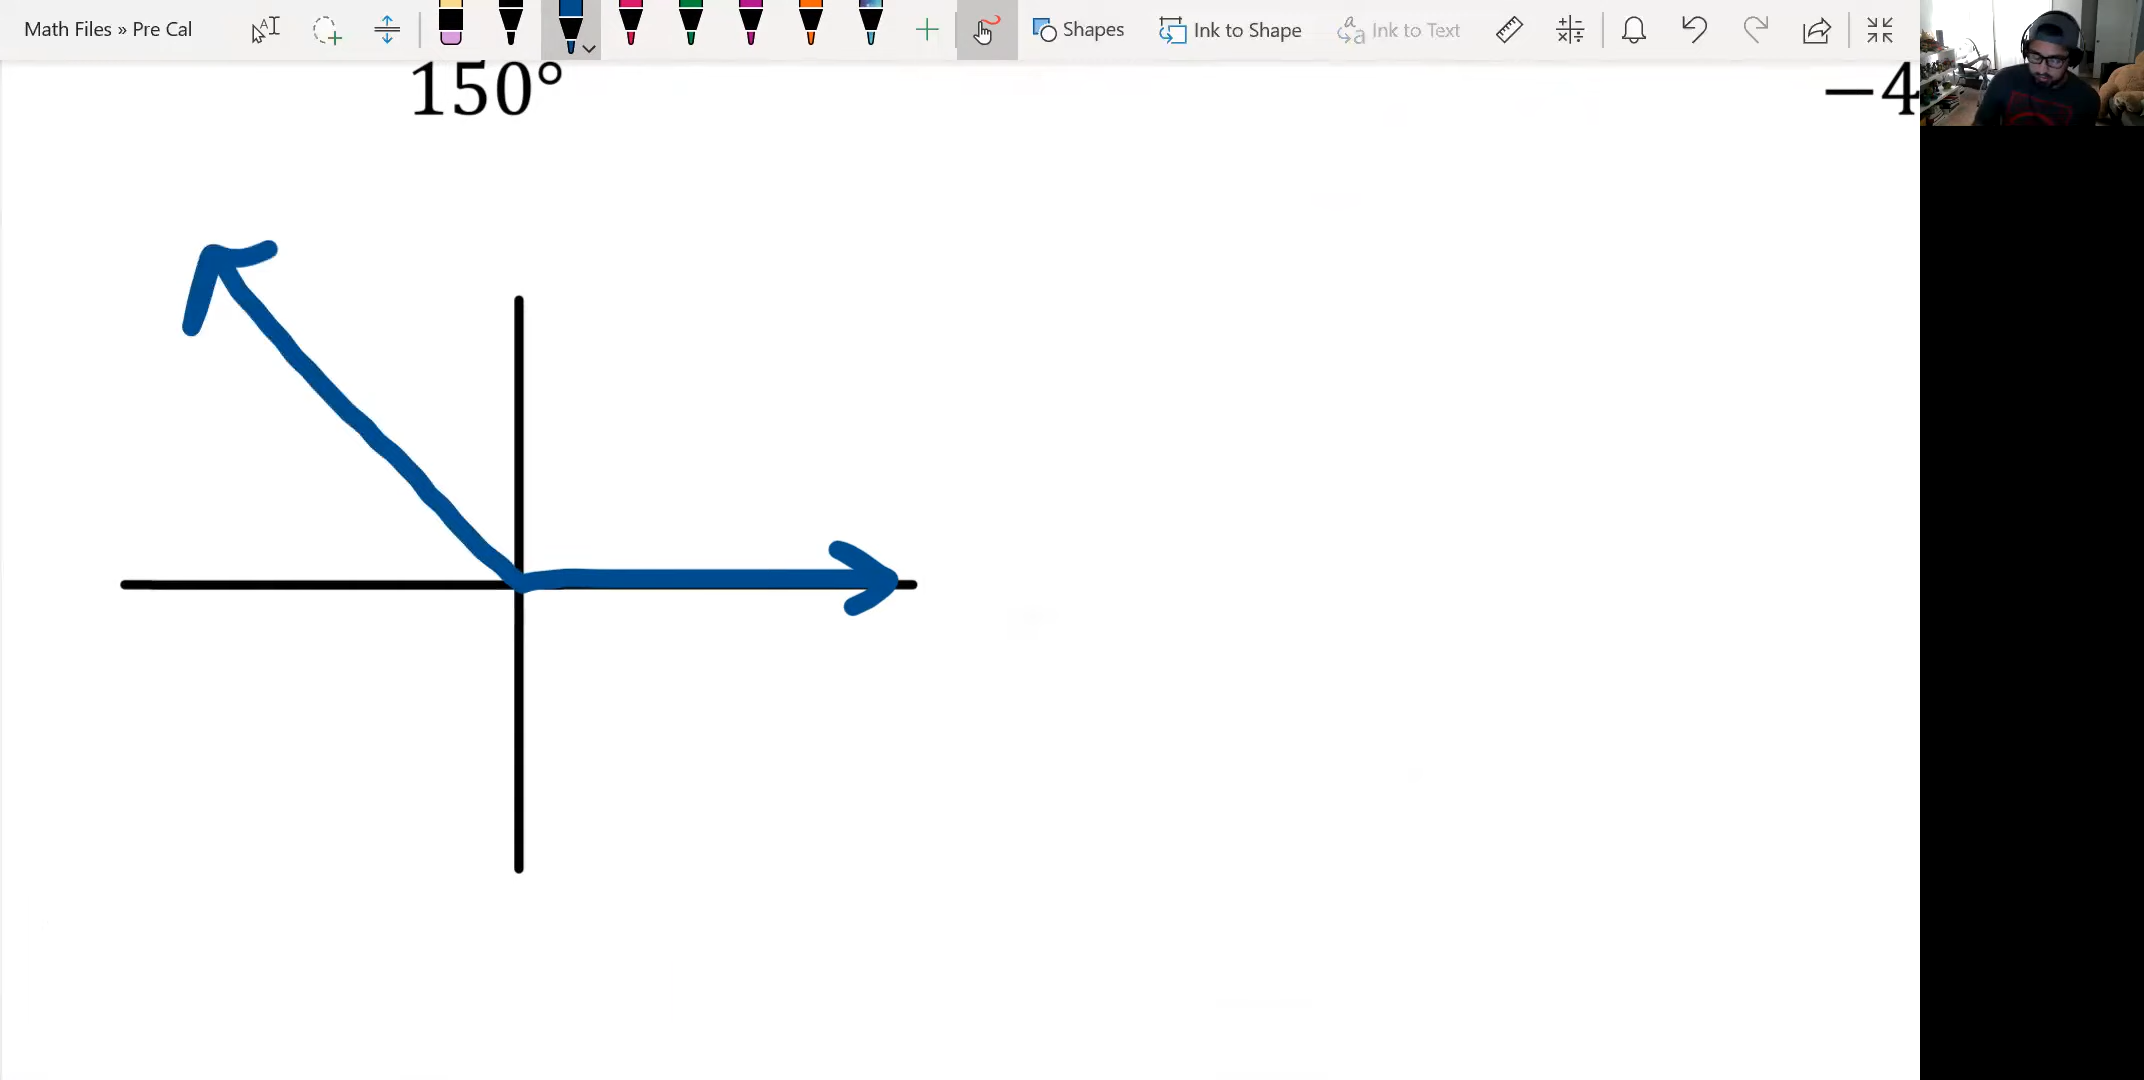 Math Files » Pre Cal
Shapes
Ink to Shape
Ink to Text
150°
−4